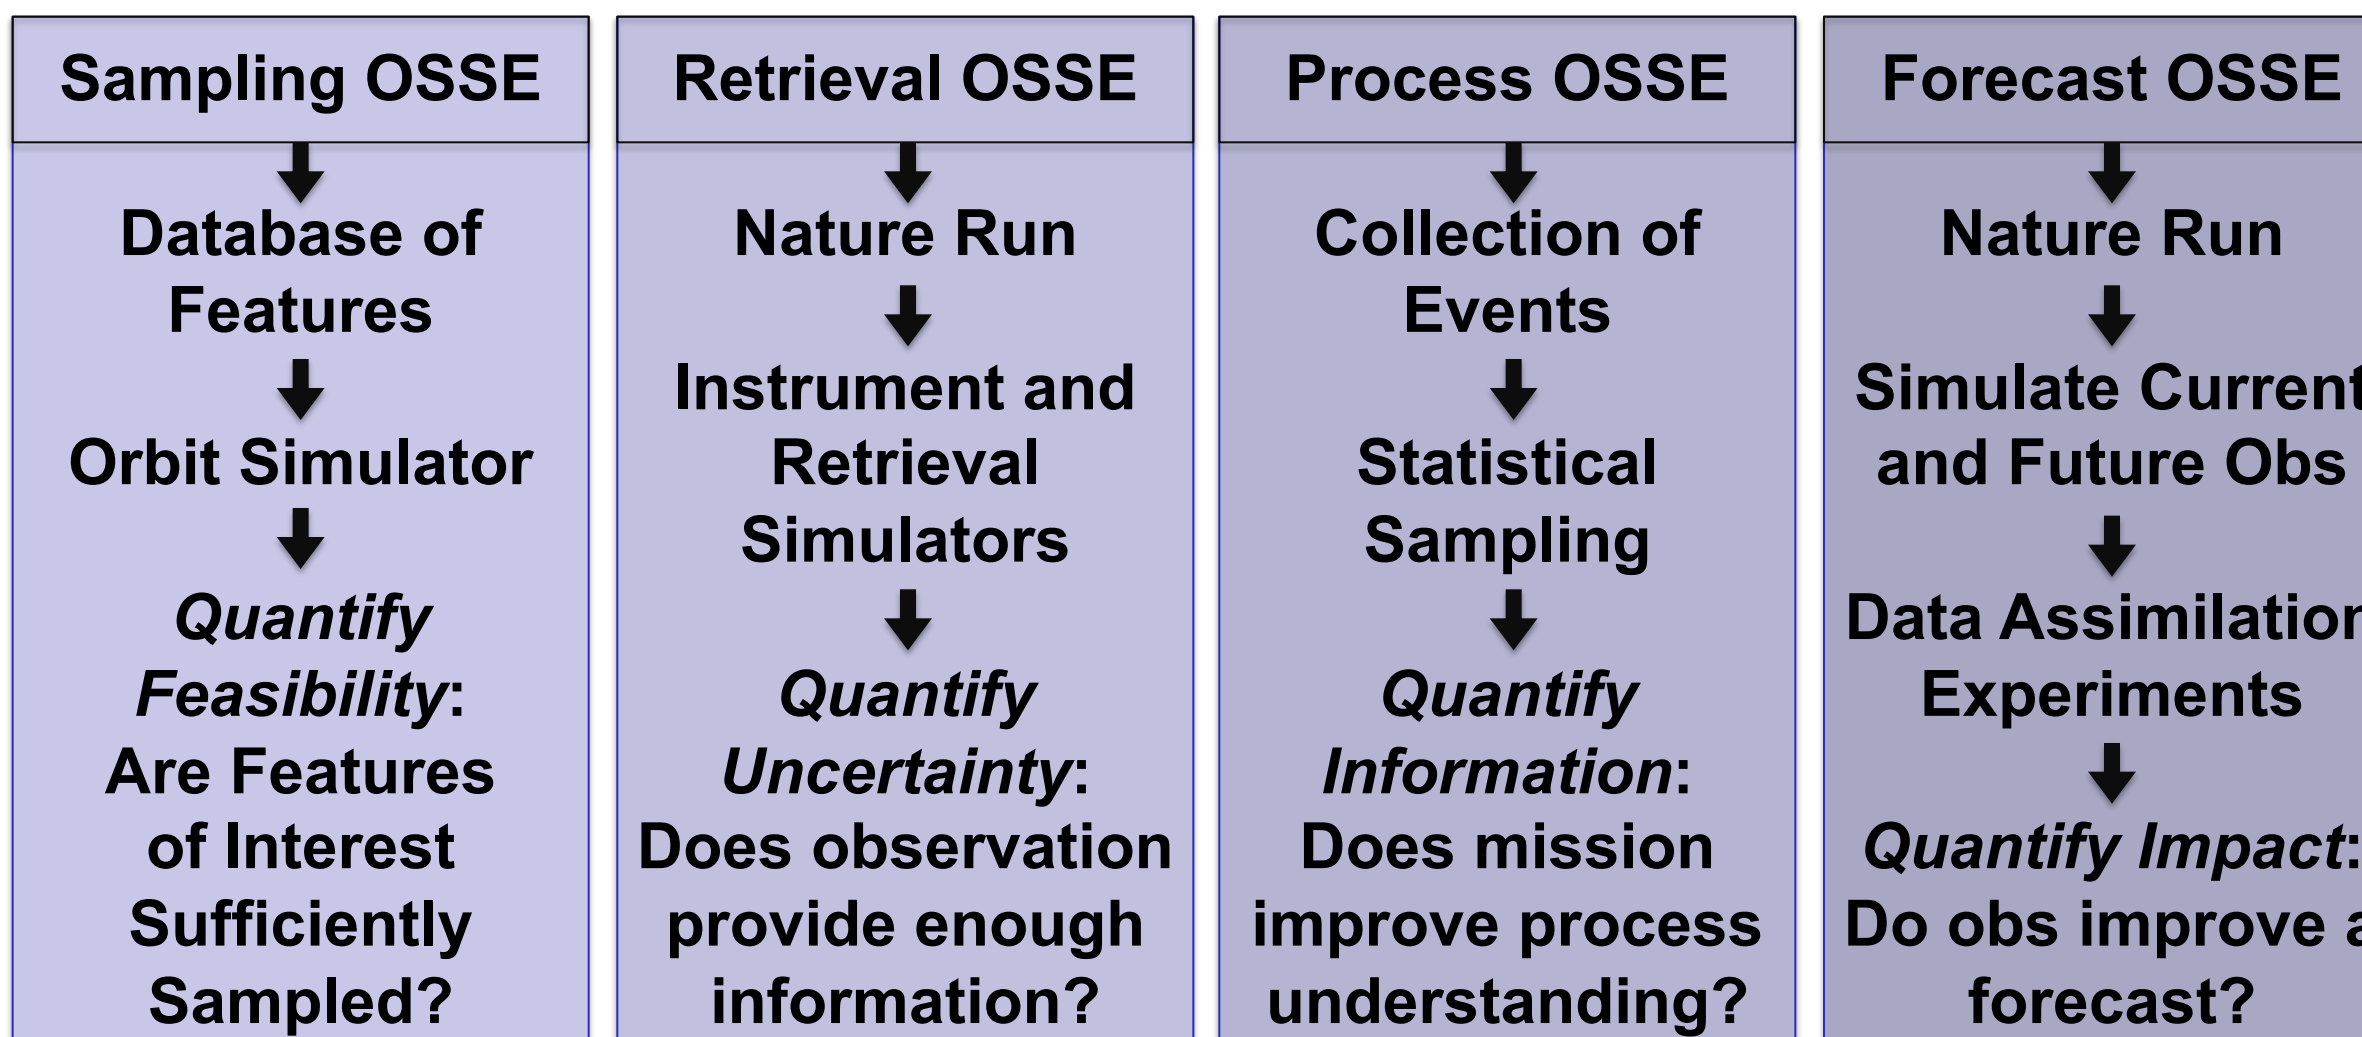 Sampling OSSE
Database of
Features
Orbit Simulator
Quantify
Feasibility:
Are Features
of Interest
Sufficiently
Sampled?
Retrieval OSSE
Nature Run
Instrument and
Retrieval
Simulators
Quantify
Uncertainty:
Does observation
provide enough
information?
Process OSSE
Collection of
Events
Statistical
Sampling
Quantify
Information:
Does mission
improve process
understanding?
Forecast OSSE
Nature Run
Simulate Current
and Future Obs
Data Assimilation
Experiments
Quantify Impact:
Do obs improve a
forecast?